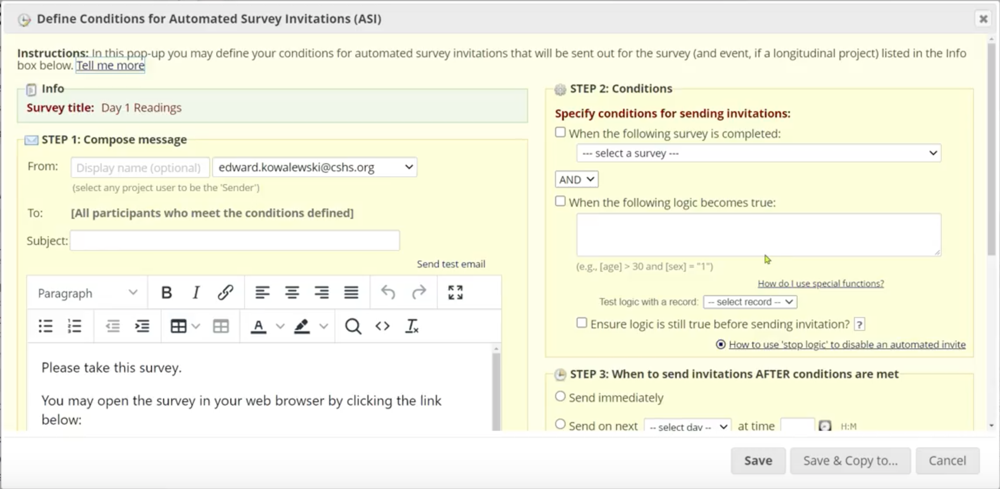 Define Conditions for Automated Survey Invitations (ASI)
Instructions: In this pop-up you may define your conditions for automated survey invitations that will be sent out for the survey (and event, if a longitudinal project) listed in the Info
box below. Tell me more
Info
Survey title: Day 1 Readings
STEP 1: Compose message
From: Display name (optional) edward.kowalewski@cshs.org
(select any project user to be the 'Sender')
To: [All participants who meet the conditions defined]
Subject:
Send test email
Paragraph
Please take this survey.
You may open the survey in your web browser by clicking the link
below:
STEP 2: Conditions
Specify conditions for sending invitations:
When the following survey is completed:
--- select a survey ---
AND
When the following logic becomes true:
(e.g., [age] > 30 and [sex] = "1")
How do I use special functions?
Test logic with a record: -- select record --
Ensure logic is still true before sending invitation? ?
How to use 'stop logic' to disable an automated invite
STEP 3: When to send invitations AFTER conditions are met
Send immediately
Send on next -- select day -- at time H:M
Save Save & Copy to... Cancel